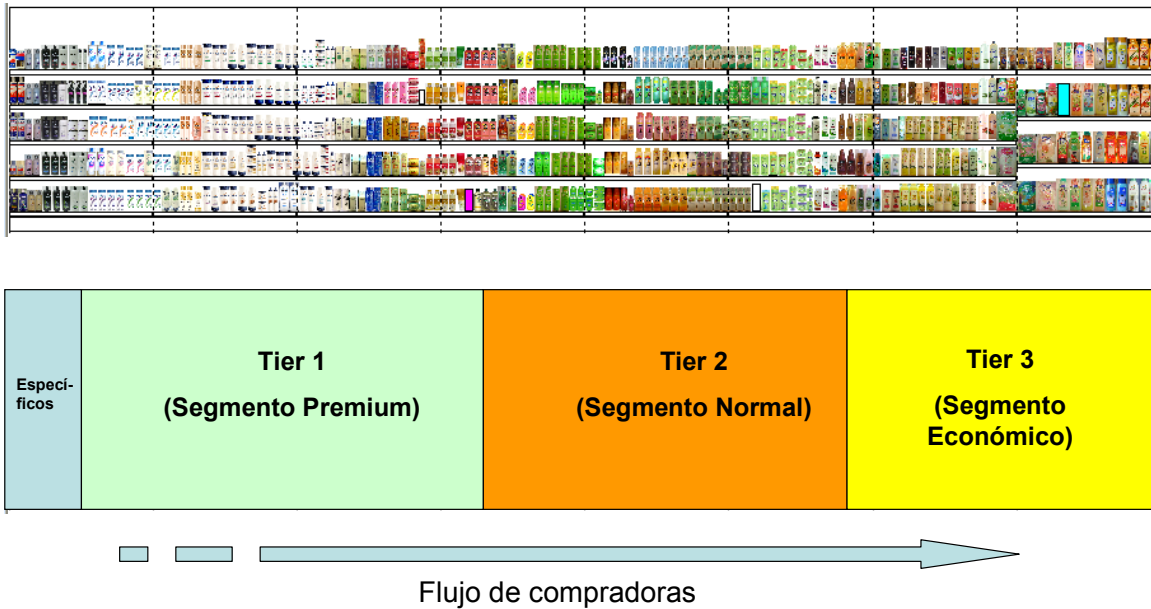 Especí-
ficos
Tier 1
(Segmento Premium)
Tier 2
(Segmento Normal)
Tier 3
(Segmento
Económico)
Flujo de compradoras